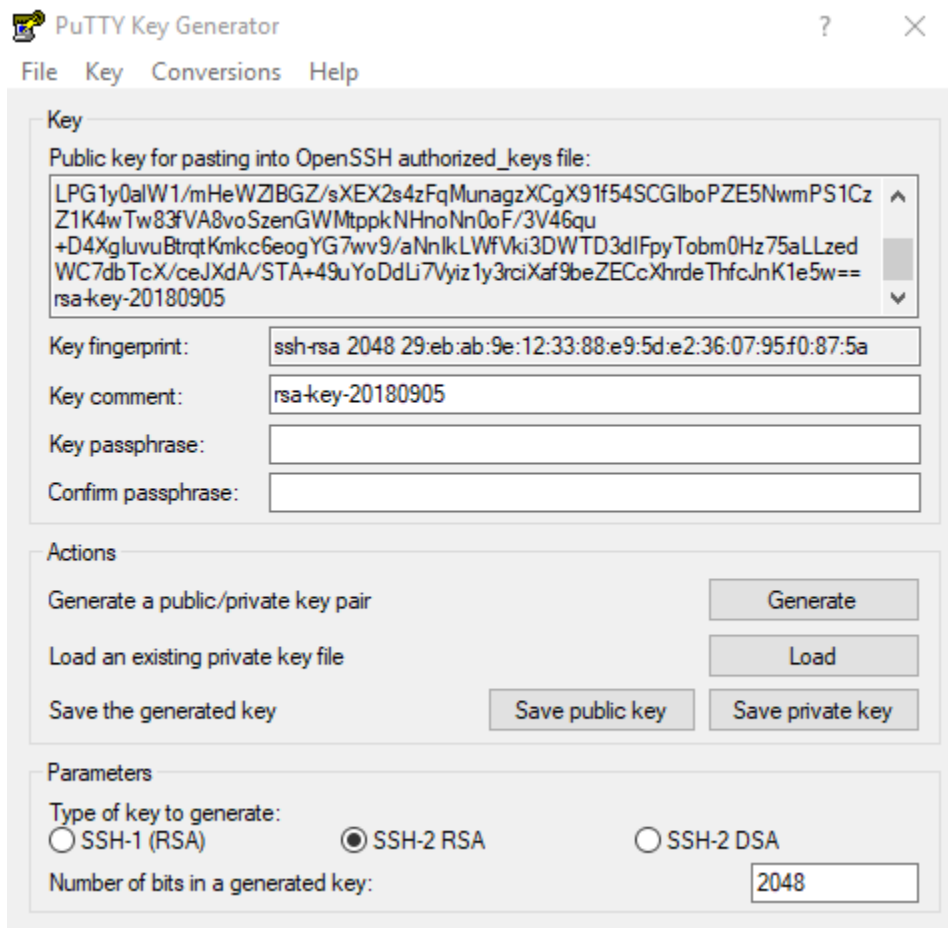 PuTTY Key Generator
File Key Conversions Help
Key
Public key for pasting into OpenSSH authorized_keys file:
LPG1y0alW1/mHeWZlBGZ/sXEX2s4zFqMunagzXCgX91f54SCGlboPZE5NwmPS1Cz
Z1K4wTw83fVA8voSzenGWMtppkNHnoNn0oF/3V46qu
+D4XgluvuBtrqtKmkc6eogYG7wv9/aNnlkLWfVki3DWTD3dlFpyTobm0Hz75aLLzed
WC7dbTcX/ceJXdA/STA+49uYoDdLi7Vyiz1y3rciXaf9beZECcXhrdeThfcJnK1e5w==
rsa-key-20180905
Key fingerprint: ssh-rsa 2048 29:eb:ab:9e:12:33:88:e9:5d:e2:36:07:95:f0:87:5a
Key comment: rsa-key-20180905
Key passphrase:
Confirm passphrase:
Actions
Generate a public/private key pair Generate
Load an existing private key file Load
Save the generated key Save public key Save private key
Parameters
Type of key to generate:
SSH-1 (RSA) SSH-2 RSA SSH-2 DSA
Number of bits in a generated key: 2048